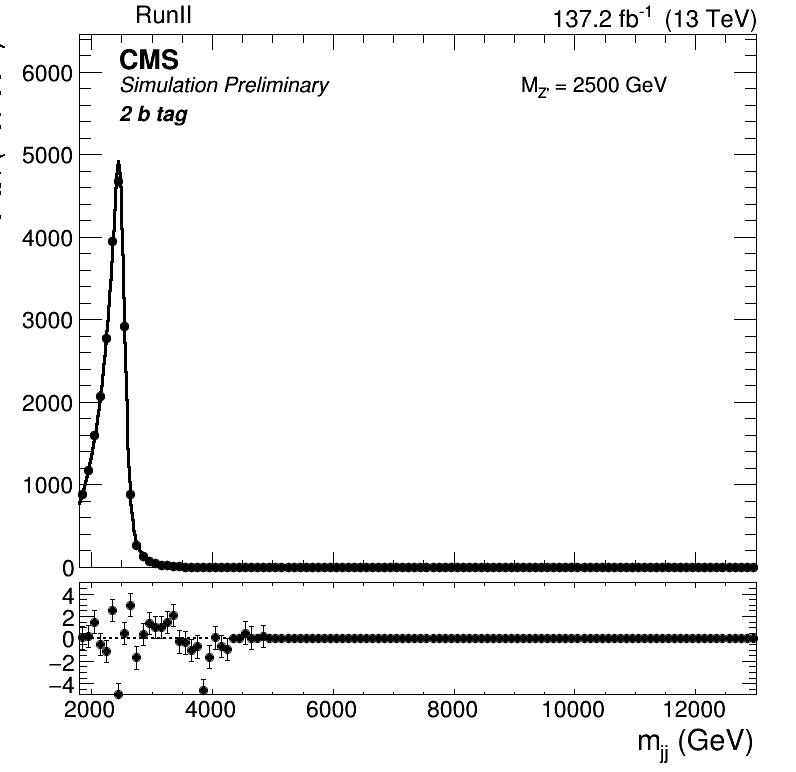 RunII
137.2 fb-1 (13 TeV)
CMS
Simulation Preliminary
2 b tag
MZ' = 2500 GeV
6000
5000
4000
3000
2000
1000
0
4
2
0
−2
−4
2000 4000 6000 8000 10000 12000
mjj (GeV)